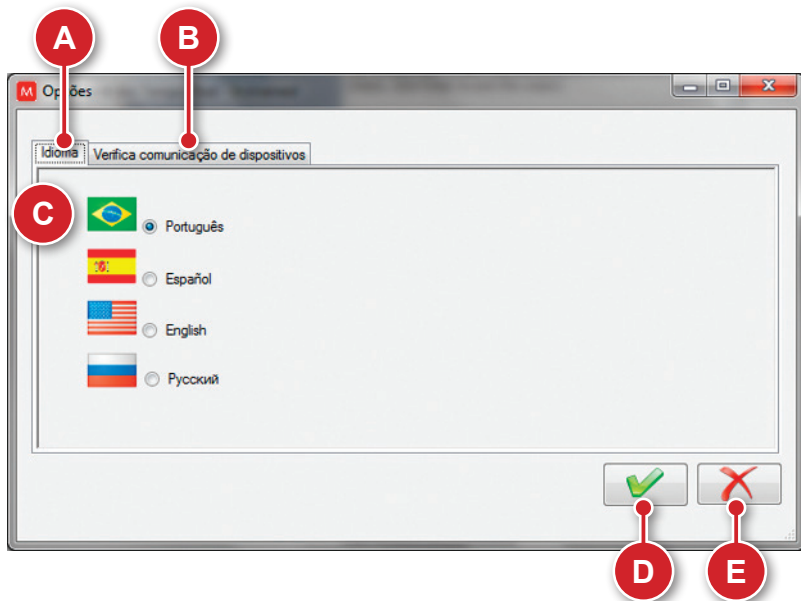 A
B
M Opções
Idioma
Verifica comunicação de dispositivos
C
Português
Español
English
Русский
D
E